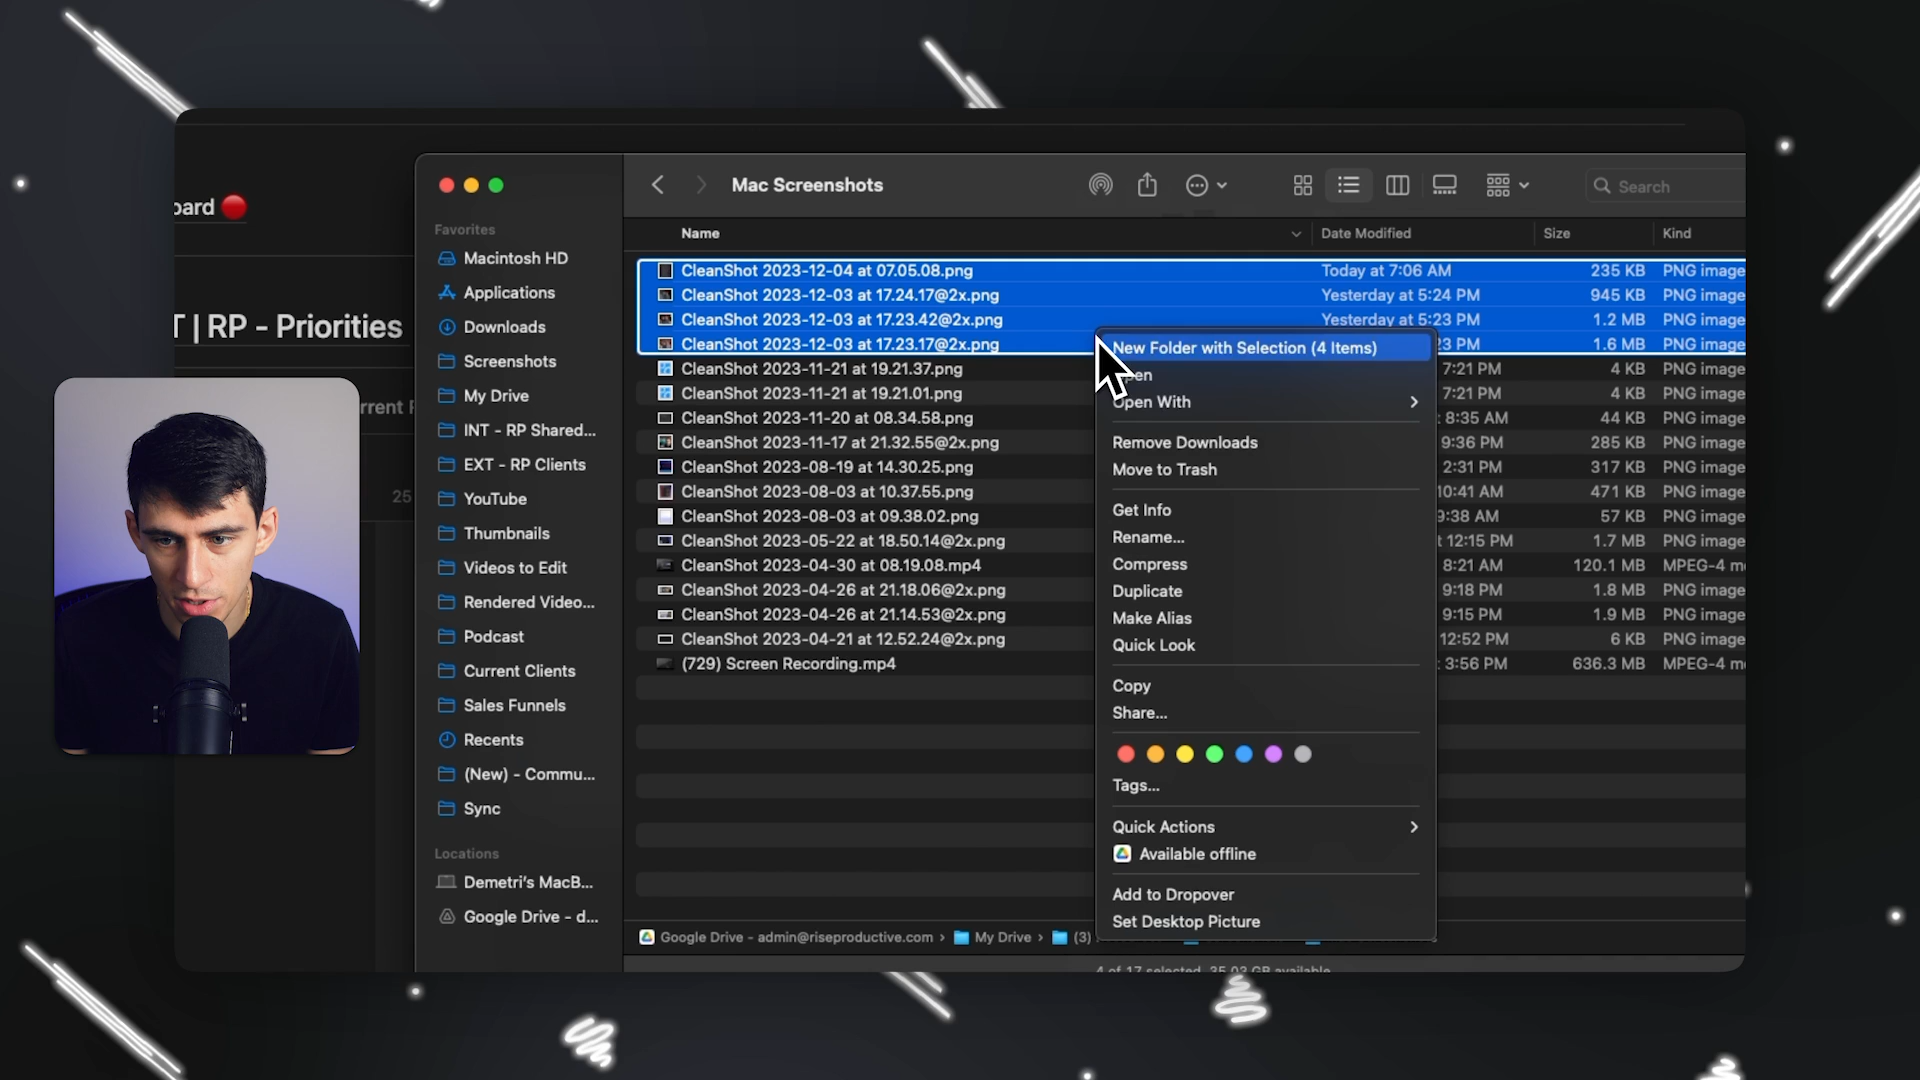 oard
T | RP - Priorities
rrent
25
Favorites
Macintosh HD
Applications
Downloads
Screenshots
My Drive
INT - RP Shared...
EXT - RP Clients
YouTube
Thumbnails
Videos to Edit
Rendered Video...
Podcast
Current Clients
Sales Funnels
Recents
(New) - Commu...
Sync
Locations
Demetri's MacB...
Google Drive - d...
Mac Screenshots
Search
Name Date Modified Size Kind
CleanShot 2023-12-04 at 07.05.08.png Today at 7:06 AM 235 KB PNG image
CleanShot 2023-12-03 at 17.24.17@2x.png Yesterday at 5:24 PM 945 KB PNG image
CleanShot 2023-12-03 at 17.23.42@2x.png Yesterday at 5:23 PM 1.2 MB PNG image
CleanShot 2023-12-03 at 17.23.17@2x.png 23 PM 1.6 MB PNG image
CleanShot 2023-11-21 at 19.21.37.png 7:21 PM 4 KB PNG image
CleanShot 2023-11-21 at 19.21.01.png 7:21 PM 4 KB PNG image
CleanShot 2023-11-20 at 08.34.58.png 8:35 AM 44 KB PNG image
CleanShot 2023-11-17 at 21.32.55@2x.png 9:36 PM 285 KB PNG image
CleanShot 2023-08-19 at 14.30.25.png 2:31 PM 317 KB PNG image
CleanShot 2023-08-03 at 10.37.55.png 10:41 AM 471 KB PNG image
CleanShot 2023-08-03 at 09.38.02.png 9:38 AM 57 KB PNG image
CleanShot 2023-05-22 at 18.50.14@2x.png t 12:15 PM 1.7 MB PNG image
CleanShot 2023-04-30 at 08.19.08.mp4 8:21 AM 120.1 MB MPEG-4 m
CleanShot 2023-04-26 at 21.18.06@2x.png 9:18 PM 1.8 MB PNG image
CleanShot 2023-04-26 at 21.14.53@2x.png 9:15 PM 1.9 MB PNG image
CleanShot 2023-04-21 at 12.52.24@2x.png 12:52 PM 6 KB PNG image
(729) Screen Recording.mp4 3:56 PM 636.3 MB MPEG-4 m
New Folder with Selection (4 Items)
pen
Open With
Remove Downloads
Move to Trash
Get Info
Rename...
Compress
Duplicate
Make Alias
Quick Look
Copy
Share...
Tags...
Quick Actions
Available offline
Add to Dropover
Set Desktop Picture
Google Drive - admin@riseproductive.com › My Drive › (3)
4 of 17 selected, 35.03 GB available